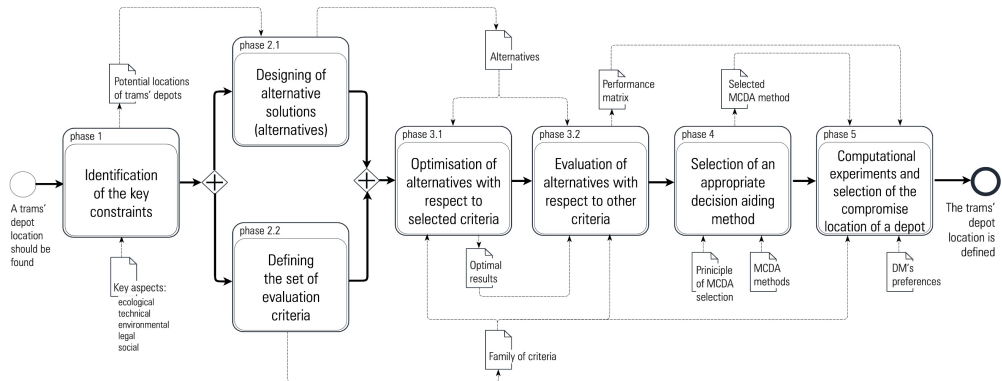 A trams'
depot
location
should be
found
phase 1
Identification
of the key
constraints
Potential locations
of trams' depots
Key aspects:
ecological
technical
environmental
legal
social
phase 2.1
Designing of
alternative
solutions
(alternatives)
phase 2.2
Defining
the set of
evaluation
criteria
Alternatives
phase 3.1
Optimisation of
alternatives with
respect to
selected criteria
Optimal
results
phase 3.2
Evaluation of
alternatives with
respect to other
criteria
Performance
matrix
Family of criteria
phase 4
Selection of an
appropriate
decision aiding
method
Selected
MCDA method
Priniciple
of MCDA
selection
MCDA
methods
phase 5
Computational
experiments and
selection of the
compromise
location of a depot
DM's
preferences
The trams'
depot
location is
defined